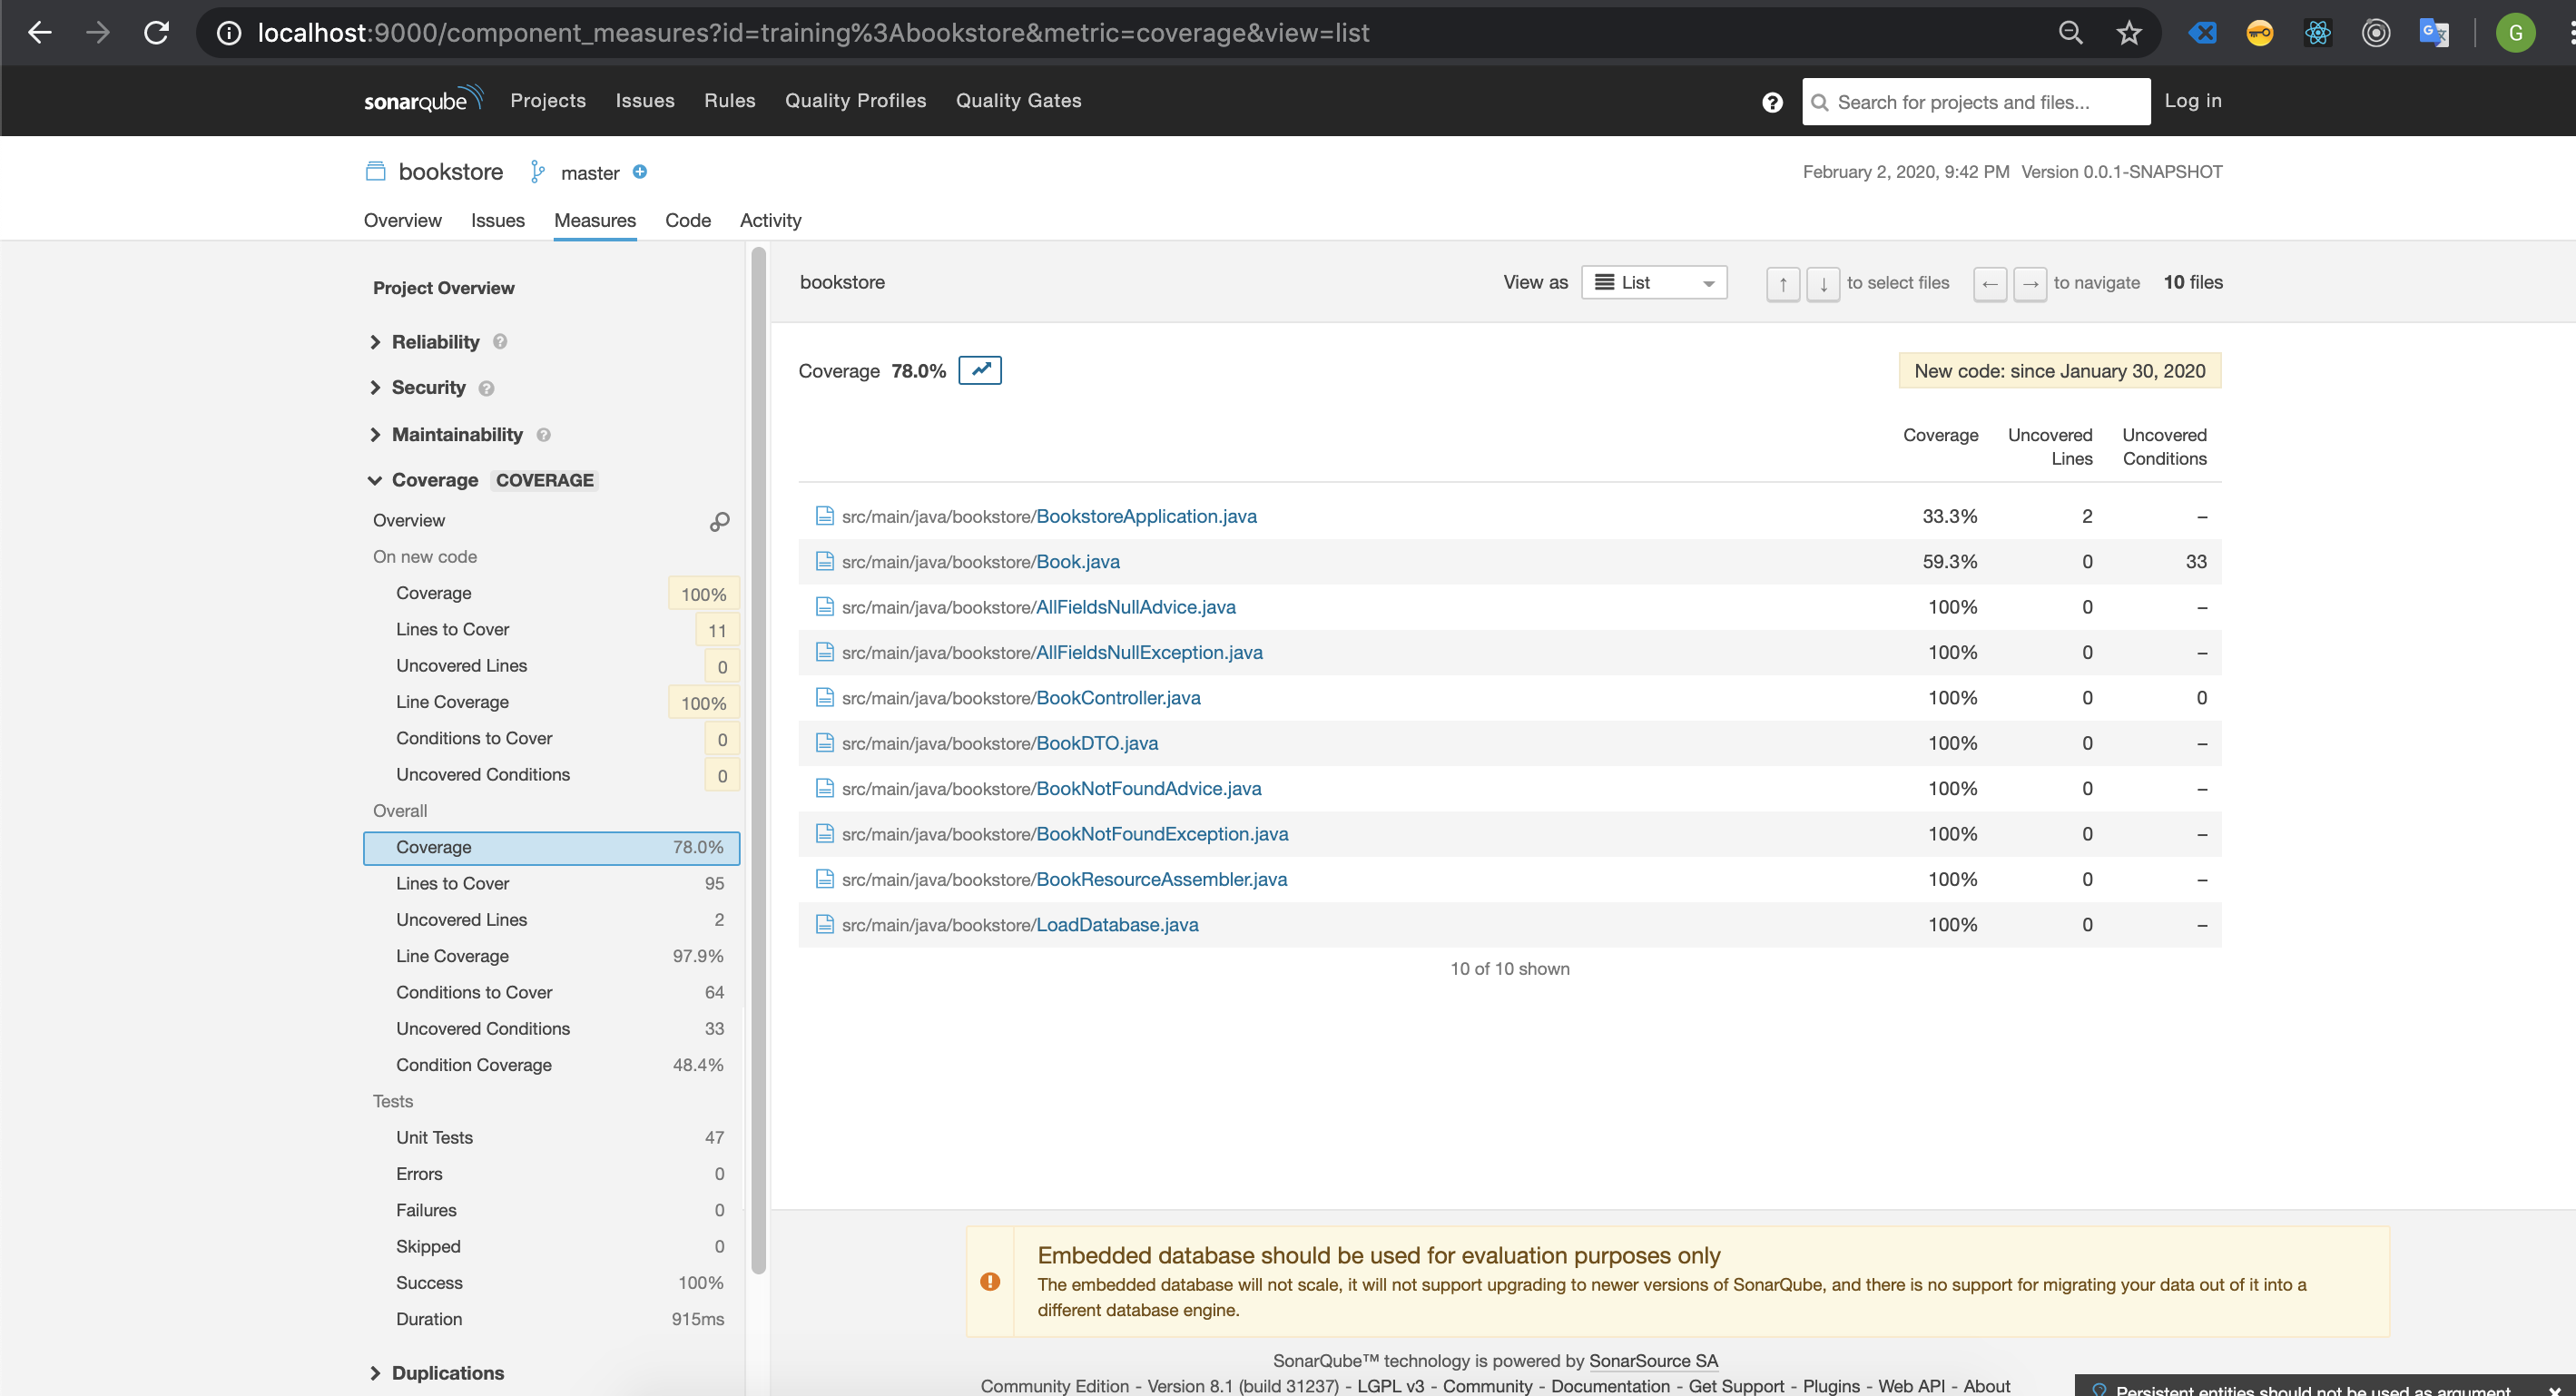 localhost:9000/component_measures?id=training%3Abookstore&metric=coverage&view=list
G
sonarqube Projects Issues Rules Quality Profiles Quality Gates
Search for projects and files... Log in
bookstore master
February 2, 2020, 9:42 PM Version 0.0.1-SNAPSHOT
Overview Issues Measures Code Activity
Project Overview
Reliability
Security
Maintainability
Coverage COVERAGE
Overview
On new code
Coverage 100%
Lines to Cover 11
Uncovered Lines 0
Line Coverage 100%
Conditions to Cover 0
Uncovered Conditions 0
Overall
Coverage 78.0%
Lines to Cover 95
Uncovered Lines 2
Line Coverage 97.9%
Conditions to Cover 64
Uncovered Conditions 33
Condition Coverage 48.4%
Tests
Unit Tests 47
Errors 0
Failures 0
Skipped 0
Success 100%
Duration 915ms
Duplications
bookstore View as List ↑ ↓ to select files ← → to navigate 10 files
Coverage 78.0% New code: since January 30, 2020
Coverage Uncovered Uncovered
Lines Conditions
src/main/java/bookstore/BookstoreApplication.java 33.3% 2 –
src/main/java/bookstore/Book.java 59.3% 0 33
src/main/java/bookstore/AllFieldsNullAdvice.java 100% 0 –
src/main/java/bookstore/AllFieldsNullException.java 100% 0 –
src/main/java/bookstore/BookController.java 100% 0 0
src/main/java/bookstore/BookDTO.java 100% 0 –
src/main/java/bookstore/BookNotFoundAdvice.java 100% 0 –
src/main/java/bookstore/BookNotFoundException.java 100% 0 –
src/main/java/bookstore/BookResourceAssembler.java 100% 0 –
src/main/java/bookstore/LoadDatabase.java 100% 0 –
10 of 10 shown
Embedded database should be used for evaluation purposes only
The embedded database will not scale, it will not support upgrading to newer versions of SonarQube, and there is no support for migrating your data out of it into a
different database engine.
SonarQube™ technology is powered by SonarSource SA
Community Edition - Version 8.1 (build 31237) - LGPL v3 - Community - Documentation - Get Support - Plugins - Web API - About
Persistent entities should not be used as argument